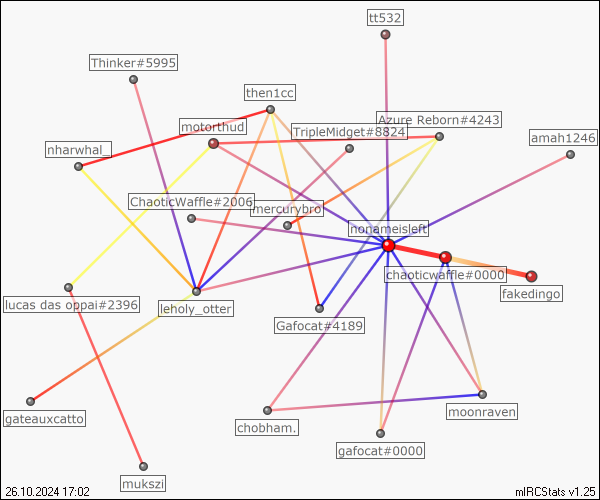 tt532
Thinker#5995
then1cc
motorthud
Azure Reborn#4243
TripleMidget#8824
amah1246
nharwhal_
ChaoticWaffle#2006
mercurybro
nonameisleft
chaoticwaffle#0000
fakedingo
lucas das oppai#2396
leholy_otter
Gafocat#4189
gateauxcatto
chobham.
moonraven
gafocat#0000
mukszi
26.10.2024 17:02
mIRCStats v1.25